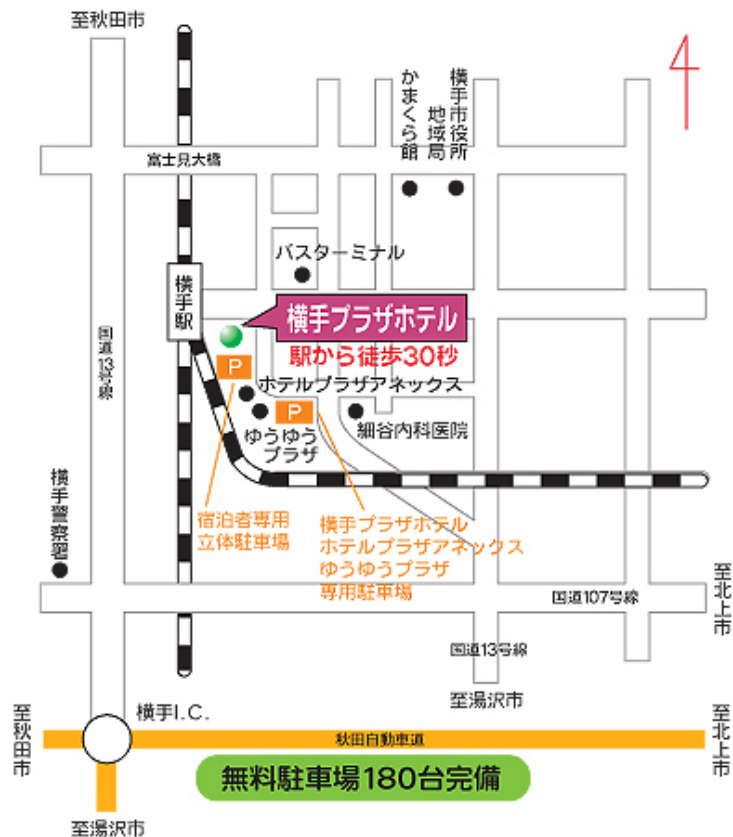 至秋田市
かまくら館
横手市役所
地域局
富士見大橋
バスターミナル
横手駅
横手プラザホテル
駅から徒歩30秒
国道13号線
P
ホテルプラザアネックス
P
ゆうゆう
プラザ
細谷内科医院
横手警察署
宿泊者専用
立体駐車場
横手プラザホテル
ホテルプラザアネックス
ゆうゆうプラザ
専用駐車場
国道107号線
至北上市
国道13号線
至湯沢市
至秋田市
横手I.C.
秋田自動車道
至北上市
無料駐車場180台完備
至湯沢市